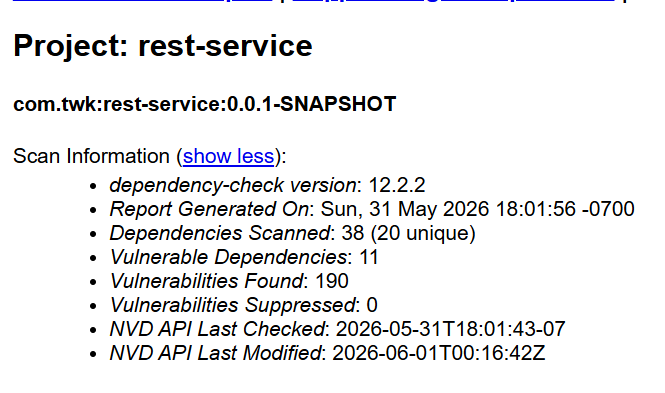 Project: rest-service
com.twk:rest-service:0.0.1-SNAPSHOT
Scan Information (show less):
• dependency-check version: 12.2.2
• Report Generated On: Sun, 31 May 2026 18:01:56 -0700
• Dependencies Scanned: 38 (20 unique)
• Vulnerable Dependencies: 11
• Vulnerabilities Found: 190
• Vulnerabilities Suppressed: 0
• NVD API Last Checked: 2026-05-31T18:01:43-07
• NVD API Last Modified: 2026-06-01T00:16:42Z